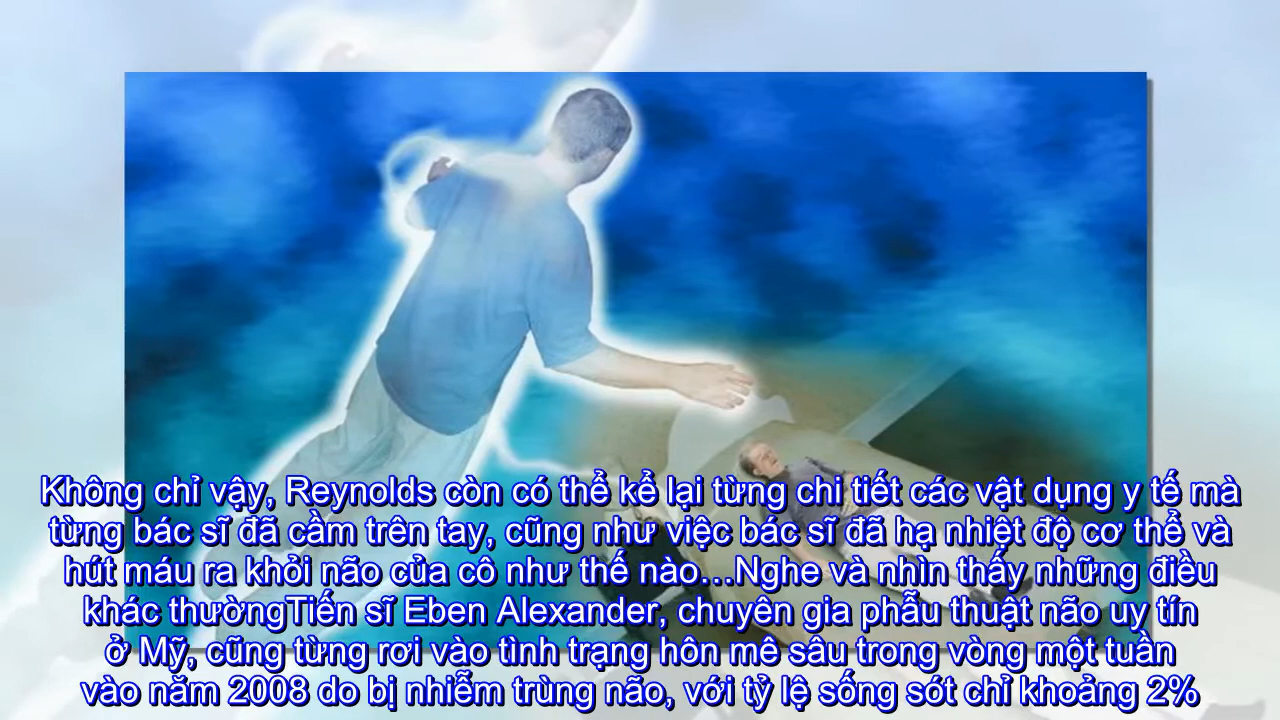 Không chỉ vậy, Reynolds còn có thể kể lại từng chi tiết các vật dụng y tế mà
từng bác sĩ đã cầm trên tay, cũng như việc bác sĩ đã hạ nhiệt độ cơ thể và
hút máu ra khỏi não của cô như thế nào…Nghe và nhìn thấy những điều
khác thườngTiến sĩ Eben Alexander, chuyên gia phẫu thuật não uy tín
ở Mỹ, cũng từng rơi vào tình trạng hôn mê sâu trong vòng một tuần
vào năm 2008 do bị nhiễm trùng não, với tỷ lệ sống sót chỉ khoảng 2%